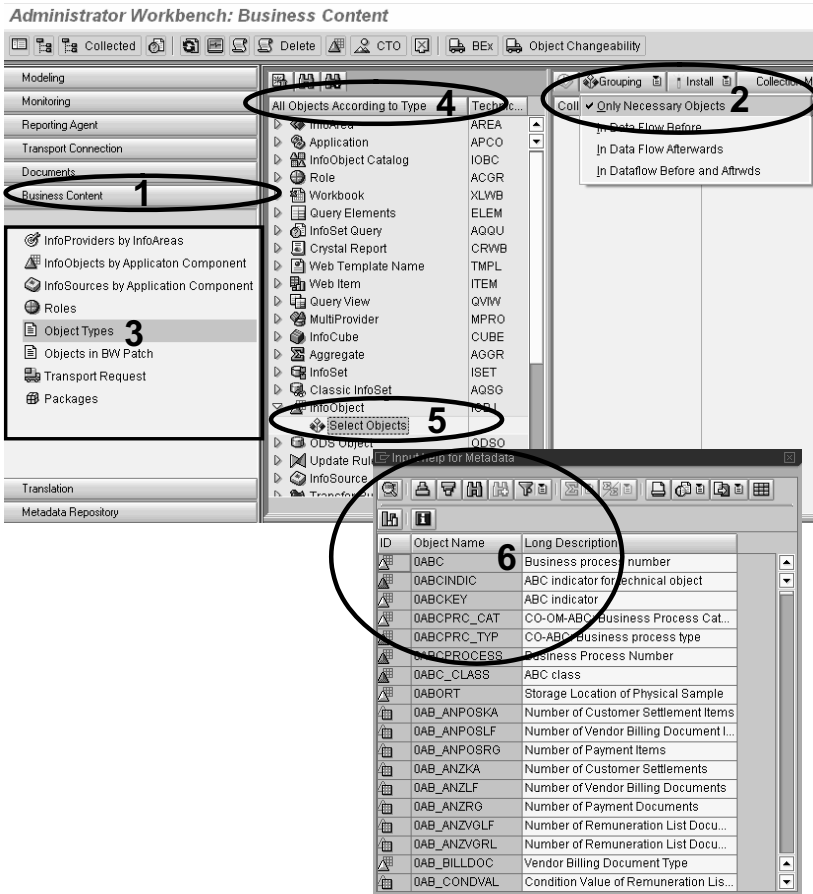 Administrator Workbench: Business Content
Collected Delete CTO BEx Object Changeability
Modeling
Monitoring
Reporting Agent
Transport Connection
Documents
Business Content
1
InfoProviders by InfoAreas
InfoObjects by Applicaton Component
InfoSources by Application Component
Roles
Object Types
3
Objects in BW Patch
Transport Request
Packages
Translation
Metadata Repository
All Objects According to Type 4 Technic...
InfoArea AREA
Application APCO
InfoObject Catalog IOBC
Role ACGR
Workbook XLWB
Query Elements ELEM
InfoSet Query AQQU
Crystal Report CRWB
Web Template Name TMPL
Web Item ITEM
Query View QVIW
MultiProvider MPRO
InfoCube CUBE
Aggregate AGGR
InfoSet ISET
Classic InfoSet AQSG
InfoObject IOBJ
Select Objects 5
ODS Object ODSO
Update Rul
InfoSource
Transfer Ru
Grouping Install Collection M
Coll
Only Necessary Objects 2
In Data Flow Before
In Data Flow Afterwards
In Dataflow Before and Aftrwds
Input Help for Metadata
6
ID Object Name Long Description
0ABC Business process number
0ABCINDIC ABC indicator for technical object
0ABCKEY ABC indicator
0ABCPRC_CAT CO-OM-ABC: Business Process Cat...
0ABCPRC_TYP CO-ABC: Business process type
0ABCPROCESS Business Process Number
0ABC_CLASS ABC class
0ABORT Storage Location of Physical Sample
0AB_ANPOSKA Number of Customer Settlement Items
0AB_ANPOSLF Number of Vendor Billing Document I...
0AB_ANPOSRG Number of Payment Items
0AB_ANZKA Number of Customer Settlements
0AB_ANZLF Number of Vendor Billing Documents
0AB_ANZRG Number of Payment Documents
0AB_ANZVGLF Number of Remuneration List Docu...
0AB_ANZVGRL Number of Remuneration List Docu...
0AB_BILLDOC Vendor Billing Document Type
0AB_CONDVAL Condition Value of Remuneration Lis...